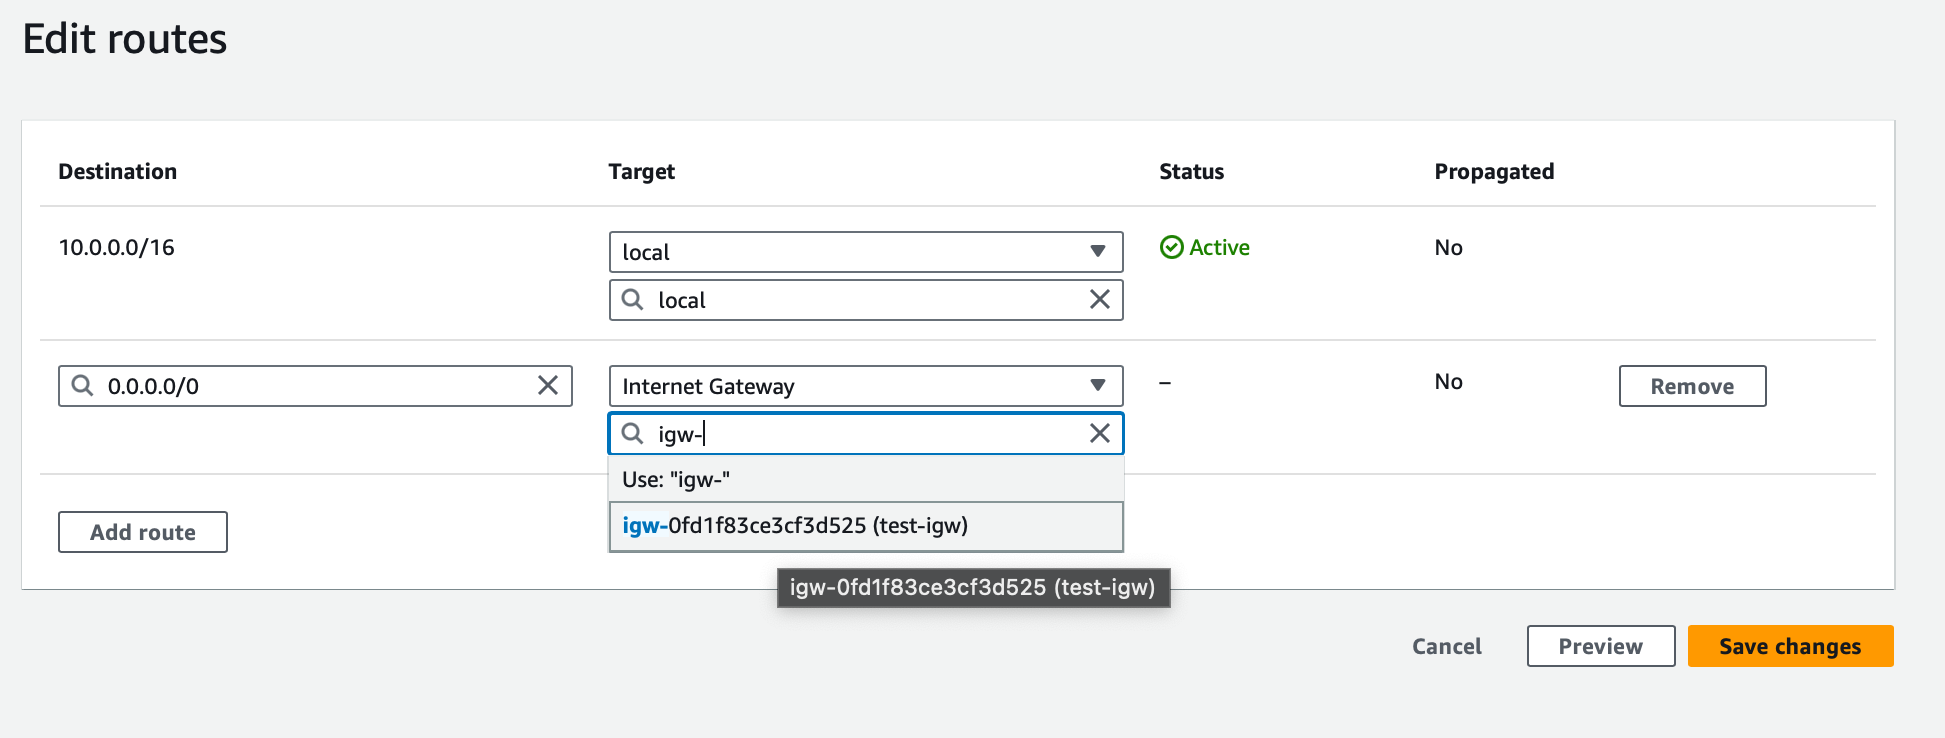 Edit routes
Destination Target Status Propagated
10.0.0.0/16 local Active No
local
0.0.0.0/0 Internet Gateway – No Remove
igw-
Use: "igw-"
igw-0fd1f83ce3cf3d525 (test-igw)
Add route
igw-0fd1f83ce3cf3d525 (test-igw)
Cancel Preview Save changes